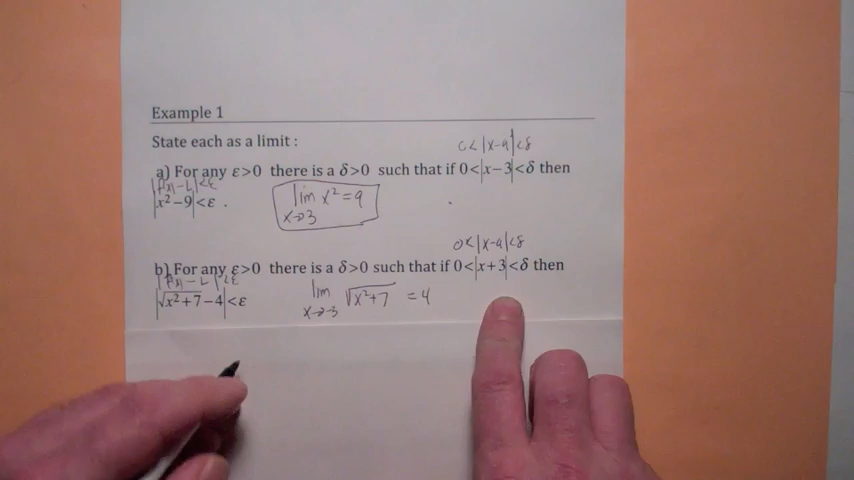 Example 1
State each as a limit :
0<|x-a|<δ
a) For any ε>0 there is a δ>0 such that if 0<|x−3|<δ then
|f(x)-L|<ε
|x²−9|<ε .
lim x² = 9
x→3
0<|x-a|<δ
b) For any ε>0 there is a δ>0 such that if 0<|x+3|<δ then
|f(x)-L|<ε
|√x²+7−4|<ε
lim √x²+7 = 4
x→-3